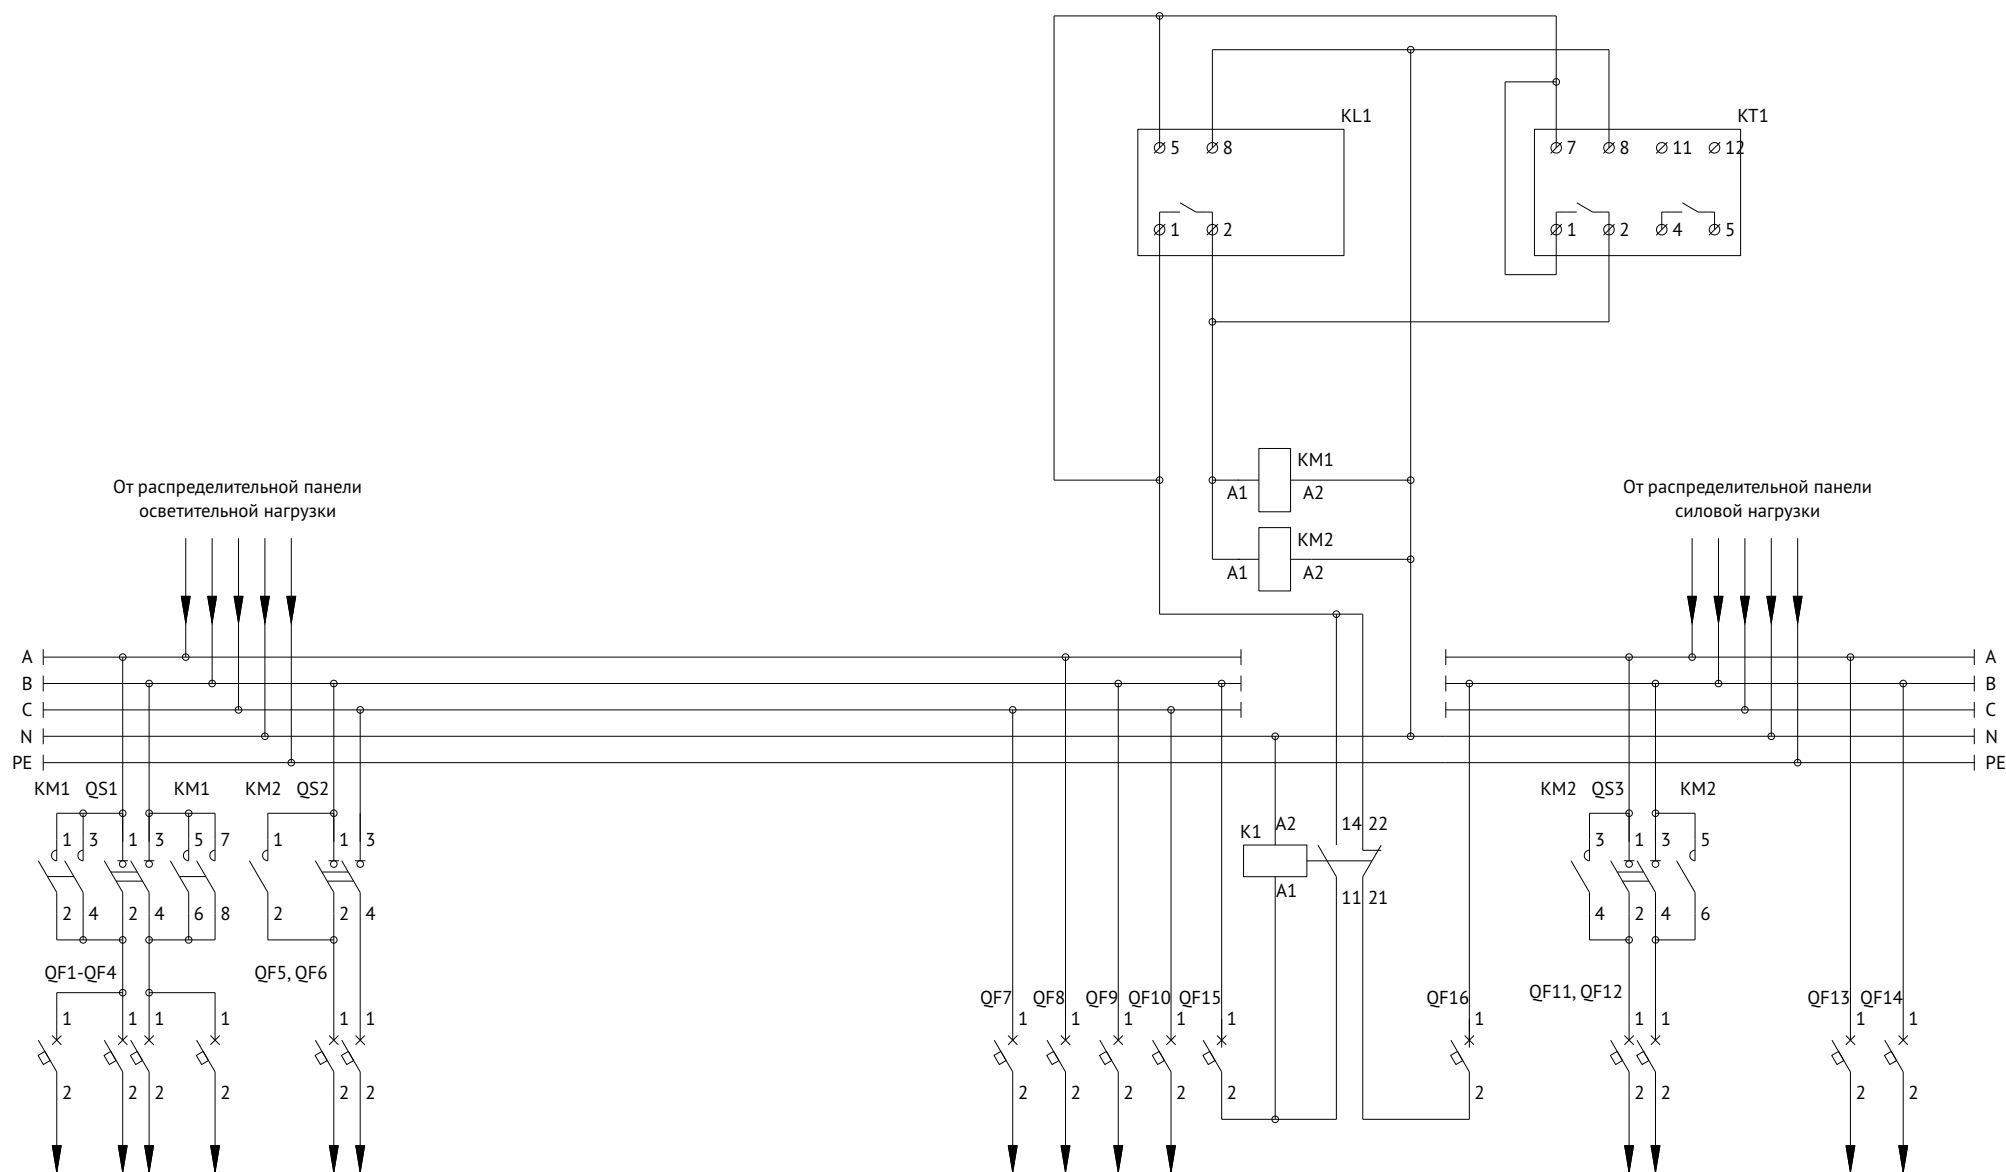 KL1
KT1
5 8
7 8 11 12
1 2
1 2 4 5
KM1
A1 A2
KM2
A1 A2
От распределительной панели
осветительной нагрузки
От распределительной панели
силовой нагрузки
A A
B B
C C
N N
PE PE
KM1 QS1 KM1 KM2 QS2 KM2 QS3 KM2
1 3 1 3 5 7 1 1 3 A2 14 22 3 1 3 5
K1
2 4 2 4 6 8 2 2 4 A1 11 21 4 2 4 6
QF1-QF4 QF5, QF6 QF7 QF8 QF9 QF10 QF15 QF16 QF11, QF12 QF13 QF14
1 1 1 1 1 1 1 1 1 1 1 1 1 1 1 1
2 2 2 2 2 2 2 2 2 2 2 2 2 2 2 2